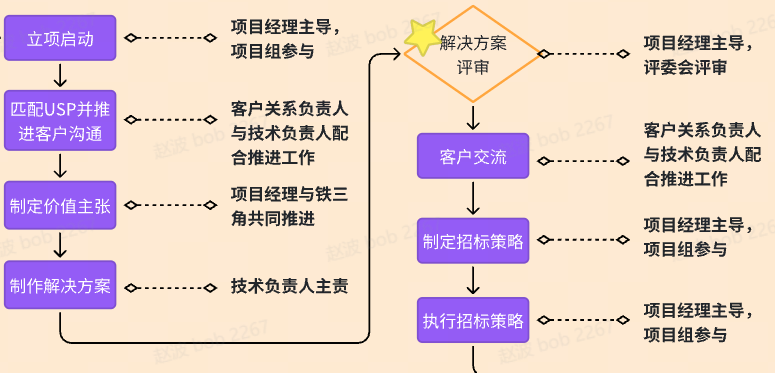 立项启动
项目经理主导，
项目组参与
匹配USP并推
进客户沟通
客户关系负责人
与技术负责人配
合推进工作
制定价值主张
项目经理与铁三
角共同推进
制作解决方案
技术负责人主责
解决方案
评审
项目经理主导，
评委会评审
客户交流
客户关系负责人
与技术负责人配
合推进工作
制定招标策略
项目经理主导，
项目组参与
执行招标策略
项目经理主导，
项目组参与
赵波 bob 2267